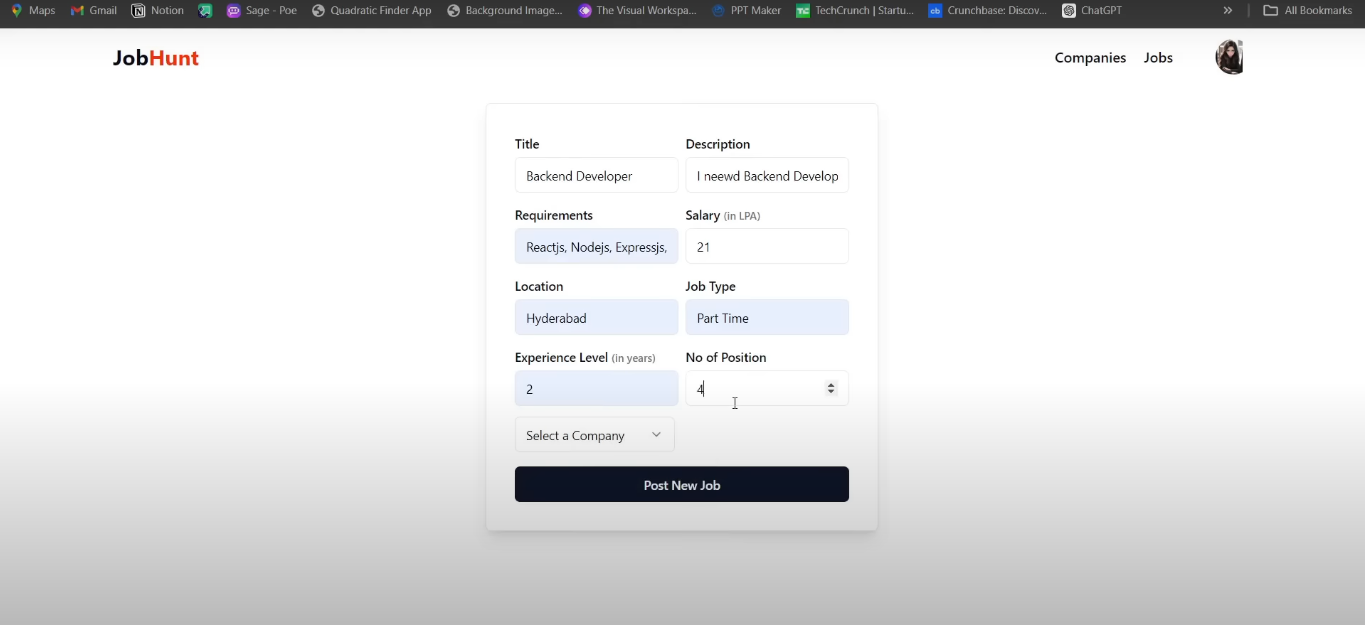 Maps Gmail Notion Sage - Poe Quadratic Finder App Background Image... The Visual Workspa... PPT Maker TechCrunch | Startu... Crunchbase: Discov... ChatGPT » All Bookmarks
JobHunt Companies Jobs
Title Description
Backend Developer I neewd Backend Develop
Requirements Salary (in LPA)
Reactjs, Nodejs, Expressjs, 21
Location Job Type
Hyderabad Part Time
Experience Level (in years) No of Position
2 4
Select a Company
Post New Job